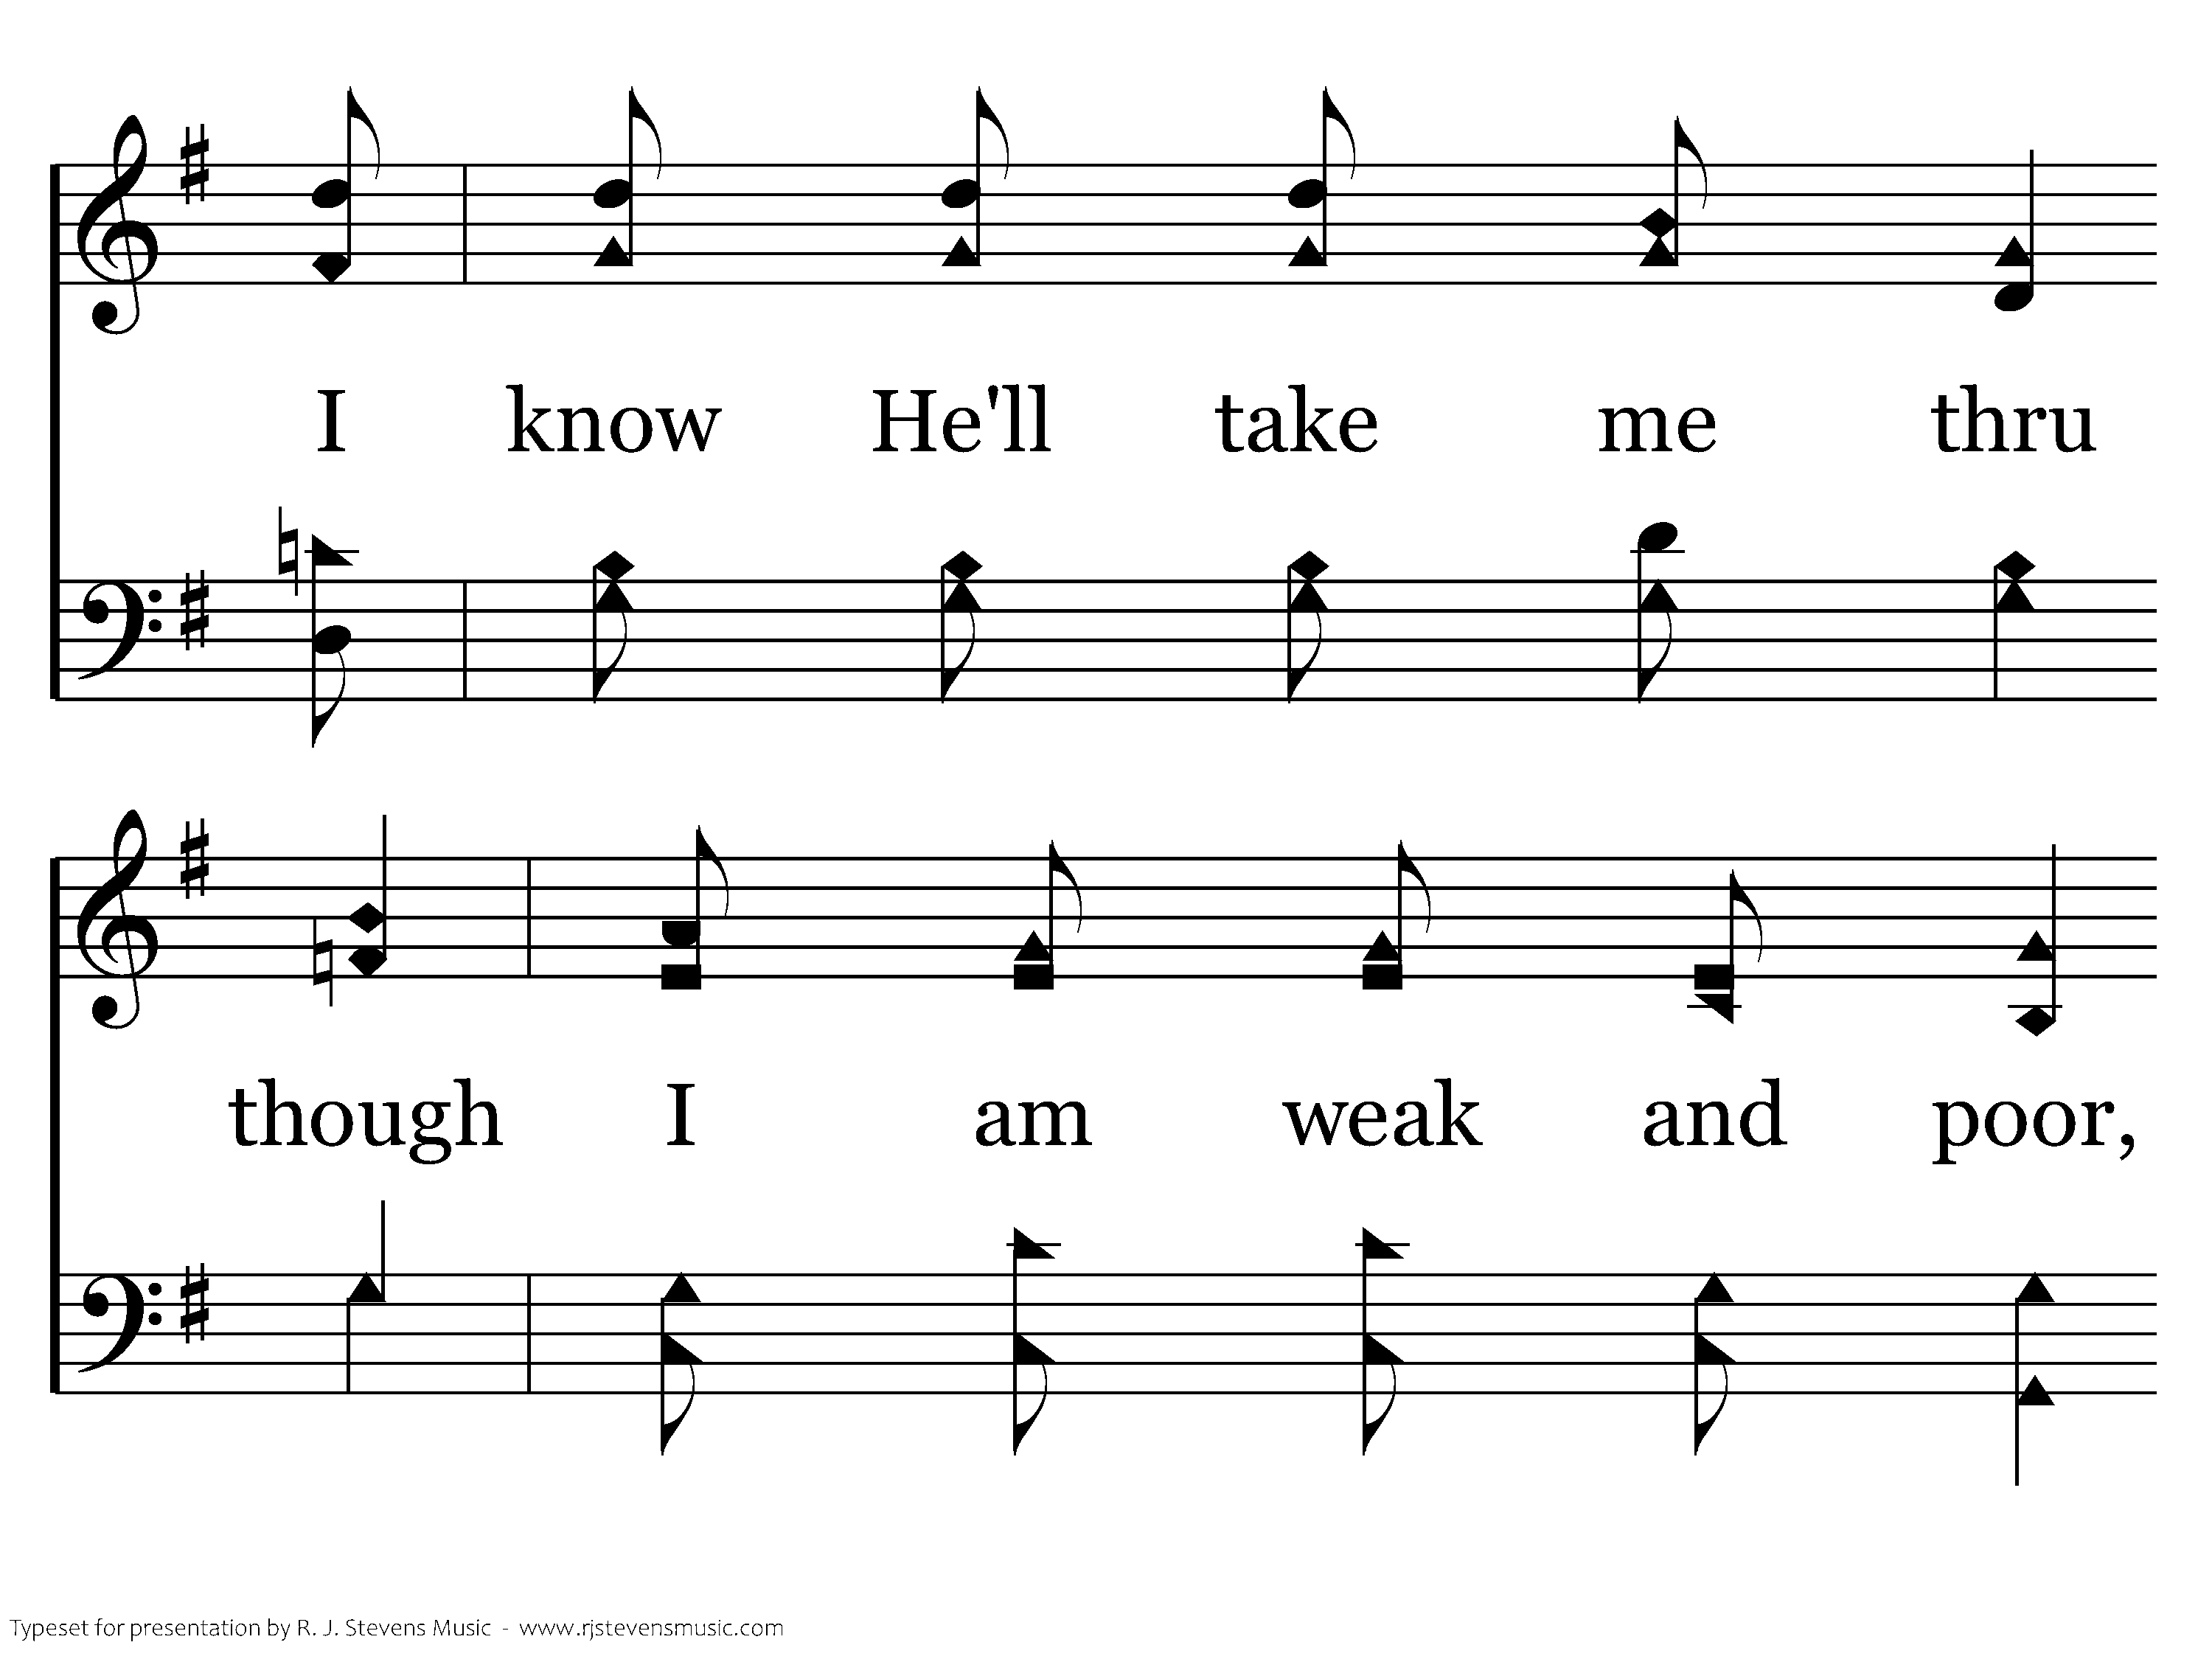 I know He'll take me thru
though I am weak and poor,
Typeset for presentation by R. J. Stevens Music - www.rjstevensmusic.com